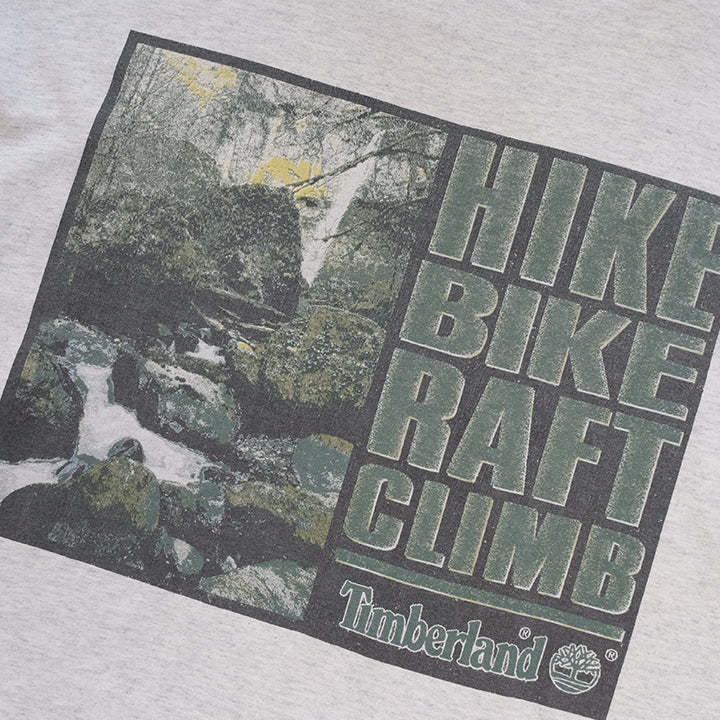 HIKE
BIKE
RAFT
CLIMB
Timberland® ®